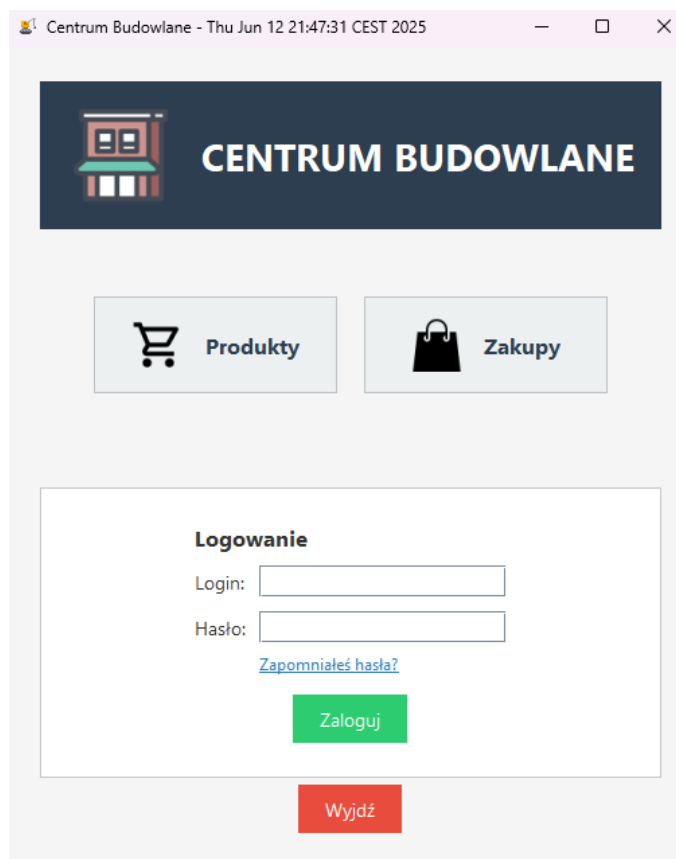 Centrum Budowlane - Thu Jun 12 21:47:31 CEST 2025
CENTRUM BUDOWLANE
Produkty
Zakupy
Logowanie
Login:
Hasło:
Zapomniałeś hasła?
Zaloguj
Wyjdź